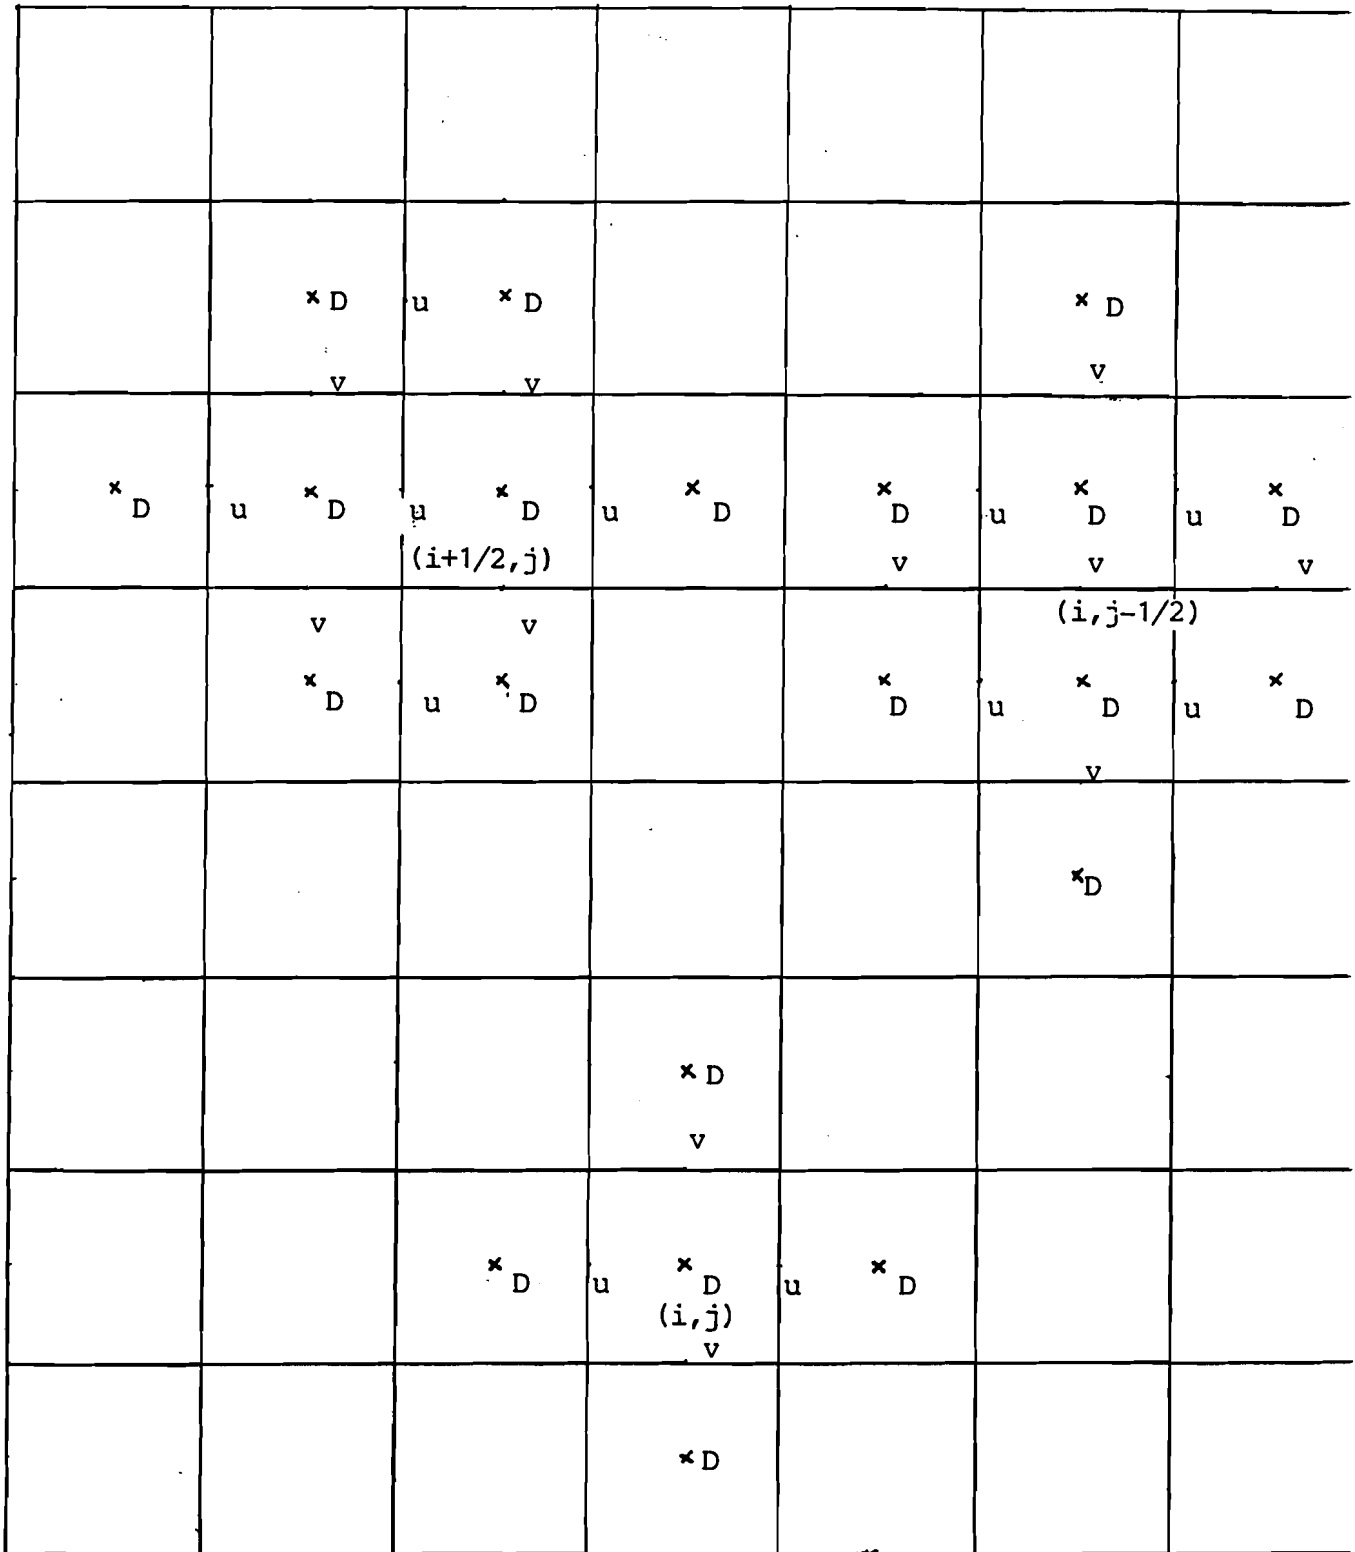 D u D D
v v v
D u D u D u D D u D u D
(i+1/2,j) v v v
v v (i,j-1/2)
D u D D u D u D
v
D
D
v
D u D u D
(i,j)
v
D